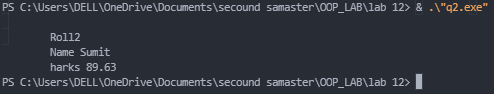 PS C:\Users\DELL\OneDrive\Documents\secound samaster\OOP_LAB\lab 12> & .\"q2.exe"
Roll2
Name Sumit
harks 89.63
PS C:\Users\DELL\OneDrive\Documents\secound samaster\OOP_LAB\lab 12>